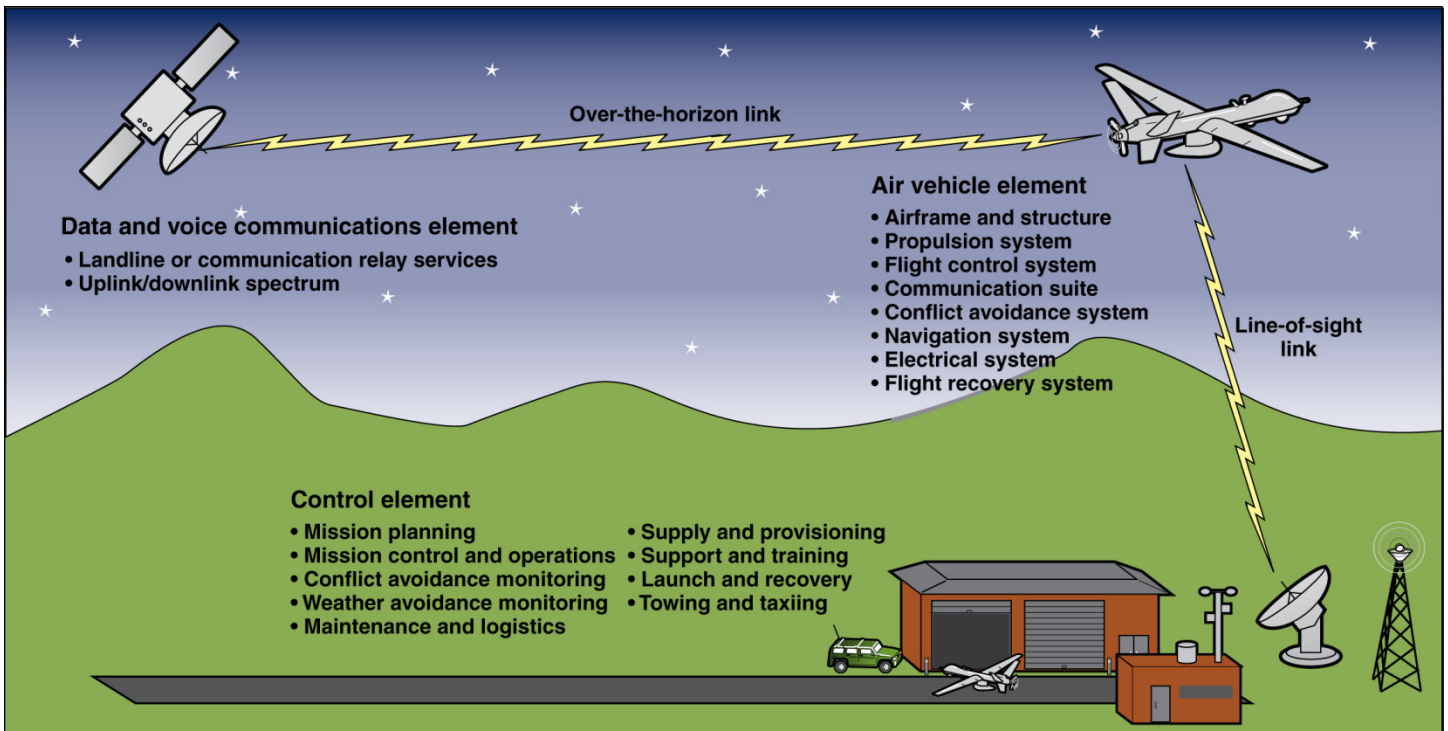 Over-the-horizon link
Data and voice communications element
• Landline or communication relay services
• Uplink/downlink spectrum
Air vehicle element
• Airframe and structure
• Propulsion system
• Flight control system
• Communication suite
• Conflict avoidance system
• Navigation system
• Electrical system
• Flight recovery system
Line-of-sight
link
Control element
• Mission planning
• Mission control and operations
• Conflict avoidance monitoring
• Weather avoidance monitoring
• Maintenance and logistics
• Supply and provisioning
• Support and training
• Launch and recovery
• Towing and taxiing